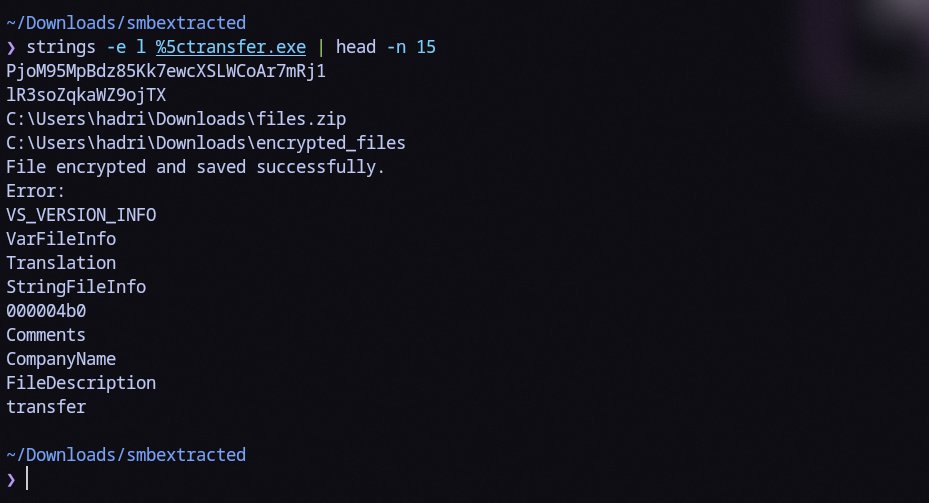 ~/Downloads/smbextracted
❯ strings -e l %5ctransfer.exe | head -n 15
PjoM95MpBdz85Kk7ewcXSLWCoAr7mRj1
lR3soZqkaWZ9ojTX
C:\Users\hadri\Downloads\files.zip
C:\Users\hadri\Downloads\encrypted_files
File encrypted and saved successfully.
Error:
VS_VERSION_INFO
VarFileInfo
Translation
StringFileInfo
000004b0
Comments
CompanyName
FileDescription
transfer
~/Downloads/smbextracted
❯